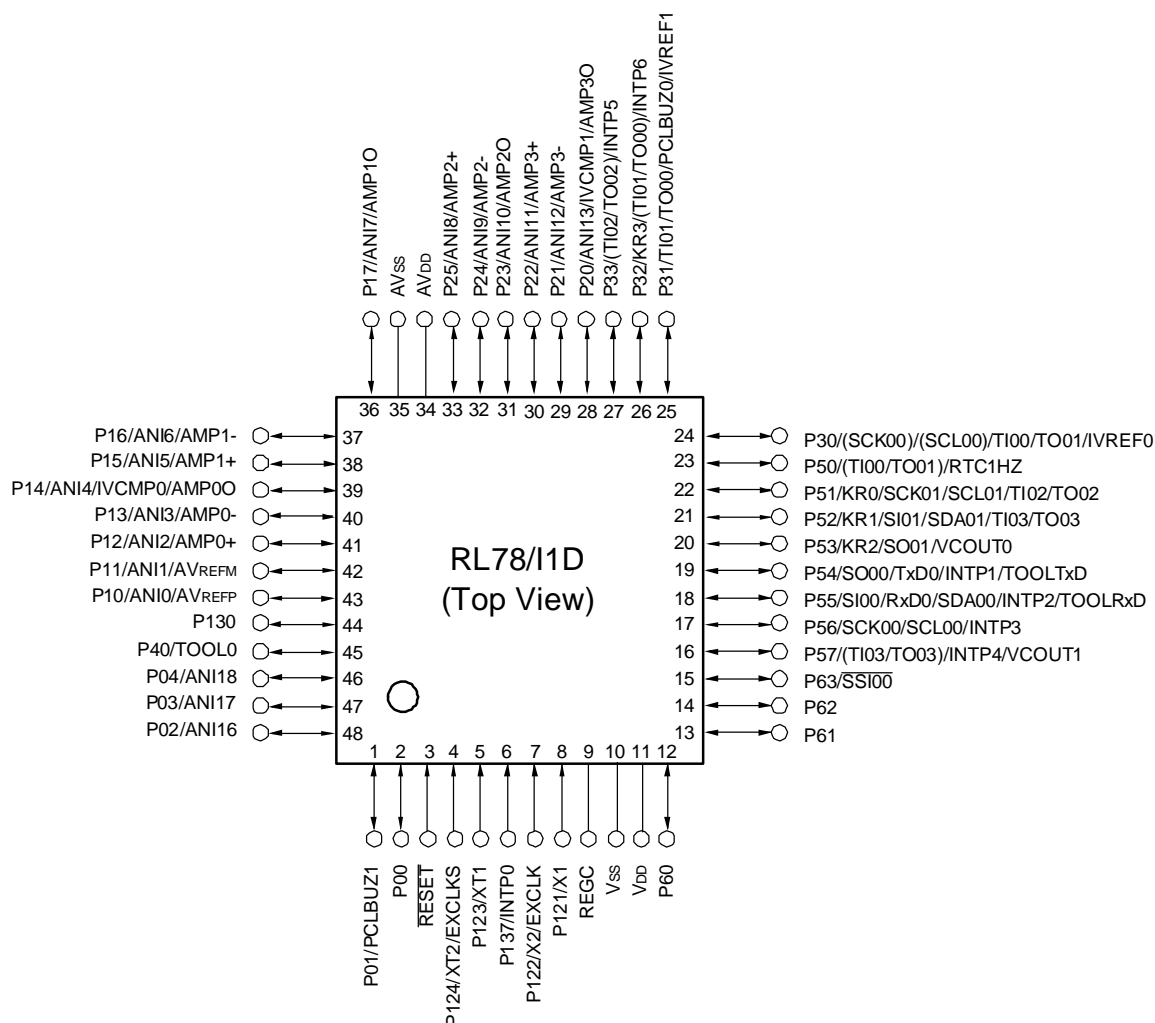 P17/ANI7/AMP1O
AVSS
AVDD
P25/ANI8/AMP2+
P24/ANI9/AMP2-
P23/ANI10/AMP2O
P22/ANI11/AMP3+
P21/ANI12/AMP3-
P20/ANI13/IVCMP1/AMP3O
P33/(TI02/TO02)/INTP5
P32/KR3/(TI01/TO00)/INTP6
P31/TI01/TO00/PCLBUZ0/IVREF1
36 35 34 33 32 31 30 29 28 27 26 25
P16/ANI6/AMP1- 37
P15/ANI5/AMP1+ 38
P14/ANI4/IVCMP0/AMP0O 39
P13/ANI3/AMP0- 40
P12/ANI2/AMP0+ 41
P11/ANI1/AVREFM 42
P10/ANI0/AVREFP 43
P130 44
P40/TOOL0 45
P04/ANI18 46
P03/ANI17 47
P02/ANI16 48
RL78/I1D
(Top View)
24 P30/(SCK00)/(SCL00)/TI00/TO01/IVREF0
23 P50/(TI00/TO01)/RTC1HZ
22 P51/KR0/SCK01/SCL01/TI02/TO02
21 P52/KR1/SI01/SDA01/TI03/TO03
20 P53/KR2/SO01/VCOUT0
19 P54/SO00/TxD0/INTP1/TOOLTxD
18 P55/SI00/RxD0/SDA00/INTP2/TOOLRxD
17 P56/SCK00/SCL00/INTP3
16 P57/(TI03/TO03)/INTP4/VCOUT1
15 P63/SSI00
14 P62
13 P61
1 2 3 4 5 6 7 8 9 10 11 12
P01/PCLBUZ1
P00
RESET
P124/XT2/EXCLKS
P123/XT1
P137/INTP0
P122/X2/EXCLK
P121/X1
REGC
VSS
VDD
P60